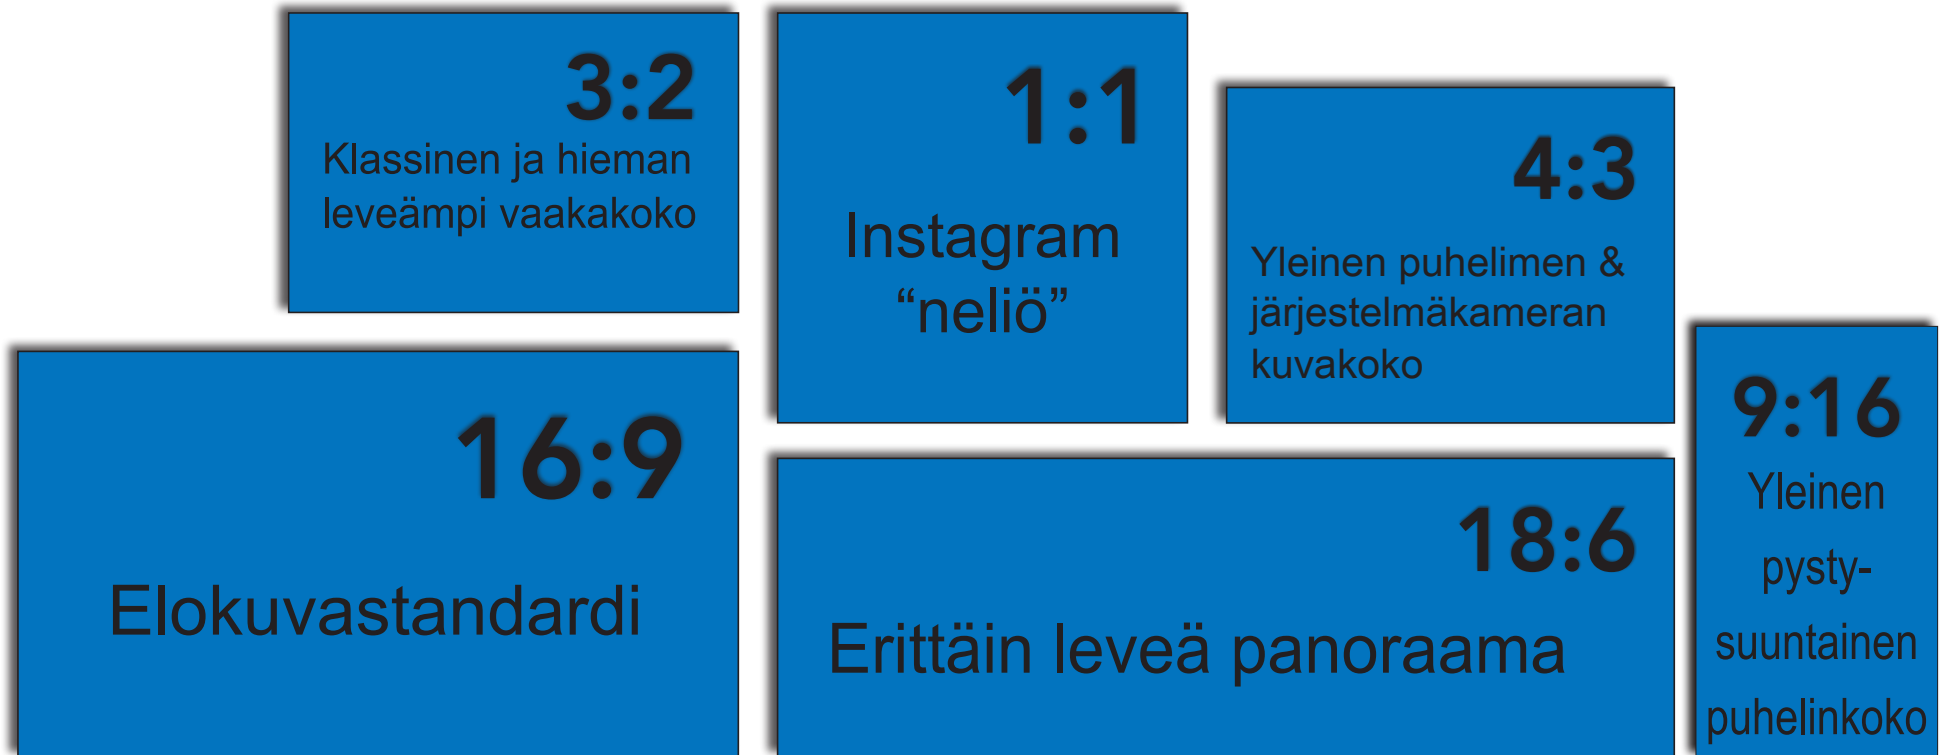 3:2
Klassinen ja hieman
leveämpi vaakakoko
1:1
Instagram
“neliö”
4:3
Yleinen puhelimen &
järjestelmäkameran
kuvakoko
16:9
Elokuvastandardi
18:6
Erittäin leveä panoraama
9:16
Yleinen
pysty-
suuntainen
puhelinkoko